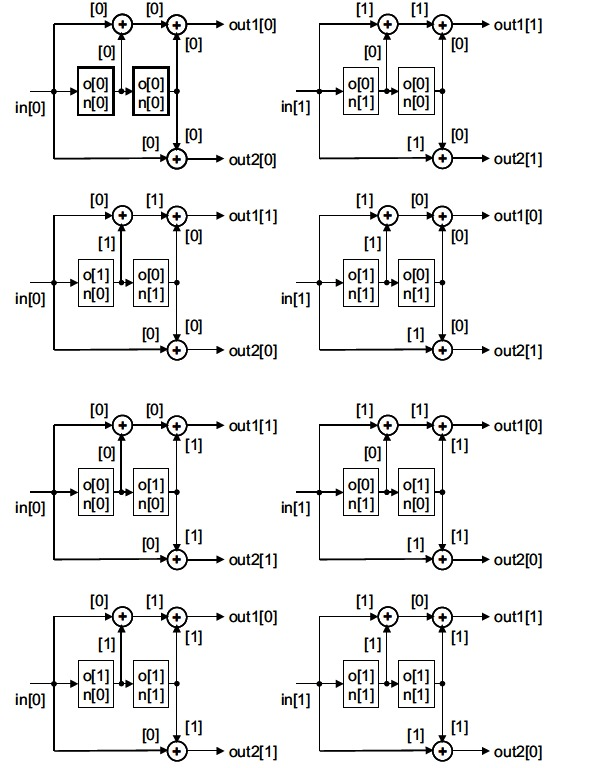 [0] [0] out1[0]
[0] [0]
o[0] o[0]
n[0] n[0]
in[0]
[0] [0]
out2[0]
[1] [1] out1[1]
[0] [0]
o[0] o[0]
n[1] n[0]
in[1]
[1] [0]
out2[1]
[0] [1] out1[1]
[1] [0]
o[1] o[0]
n[0] n[1]
in[0]
[0] [0]
out2[0]
[1] [0] out1[0]
[1] [0]
o[1] o[0]
n[1] n[1]
in[1]
[1] [0]
out2[1]
[0] [0] out1[1]
[0] [1]
o[0] o[1]
n[0] n[0]
in[0]
[0] [1]
out2[1]
[1] [1] out1[0]
[0] [1]
o[0] o[1]
n[1] n[0]
in[1]
[1] [1]
out2[0]
[0] [1] out1[0]
[1] [1]
o[1] o[1]
n[0] n[1]
in[0]
[0] [1]
out2[1]
[1] [0] out1[1]
[1] [1]
o[1] o[1]
n[1] n[1]
in[1]
[1] [1]
out2[0]